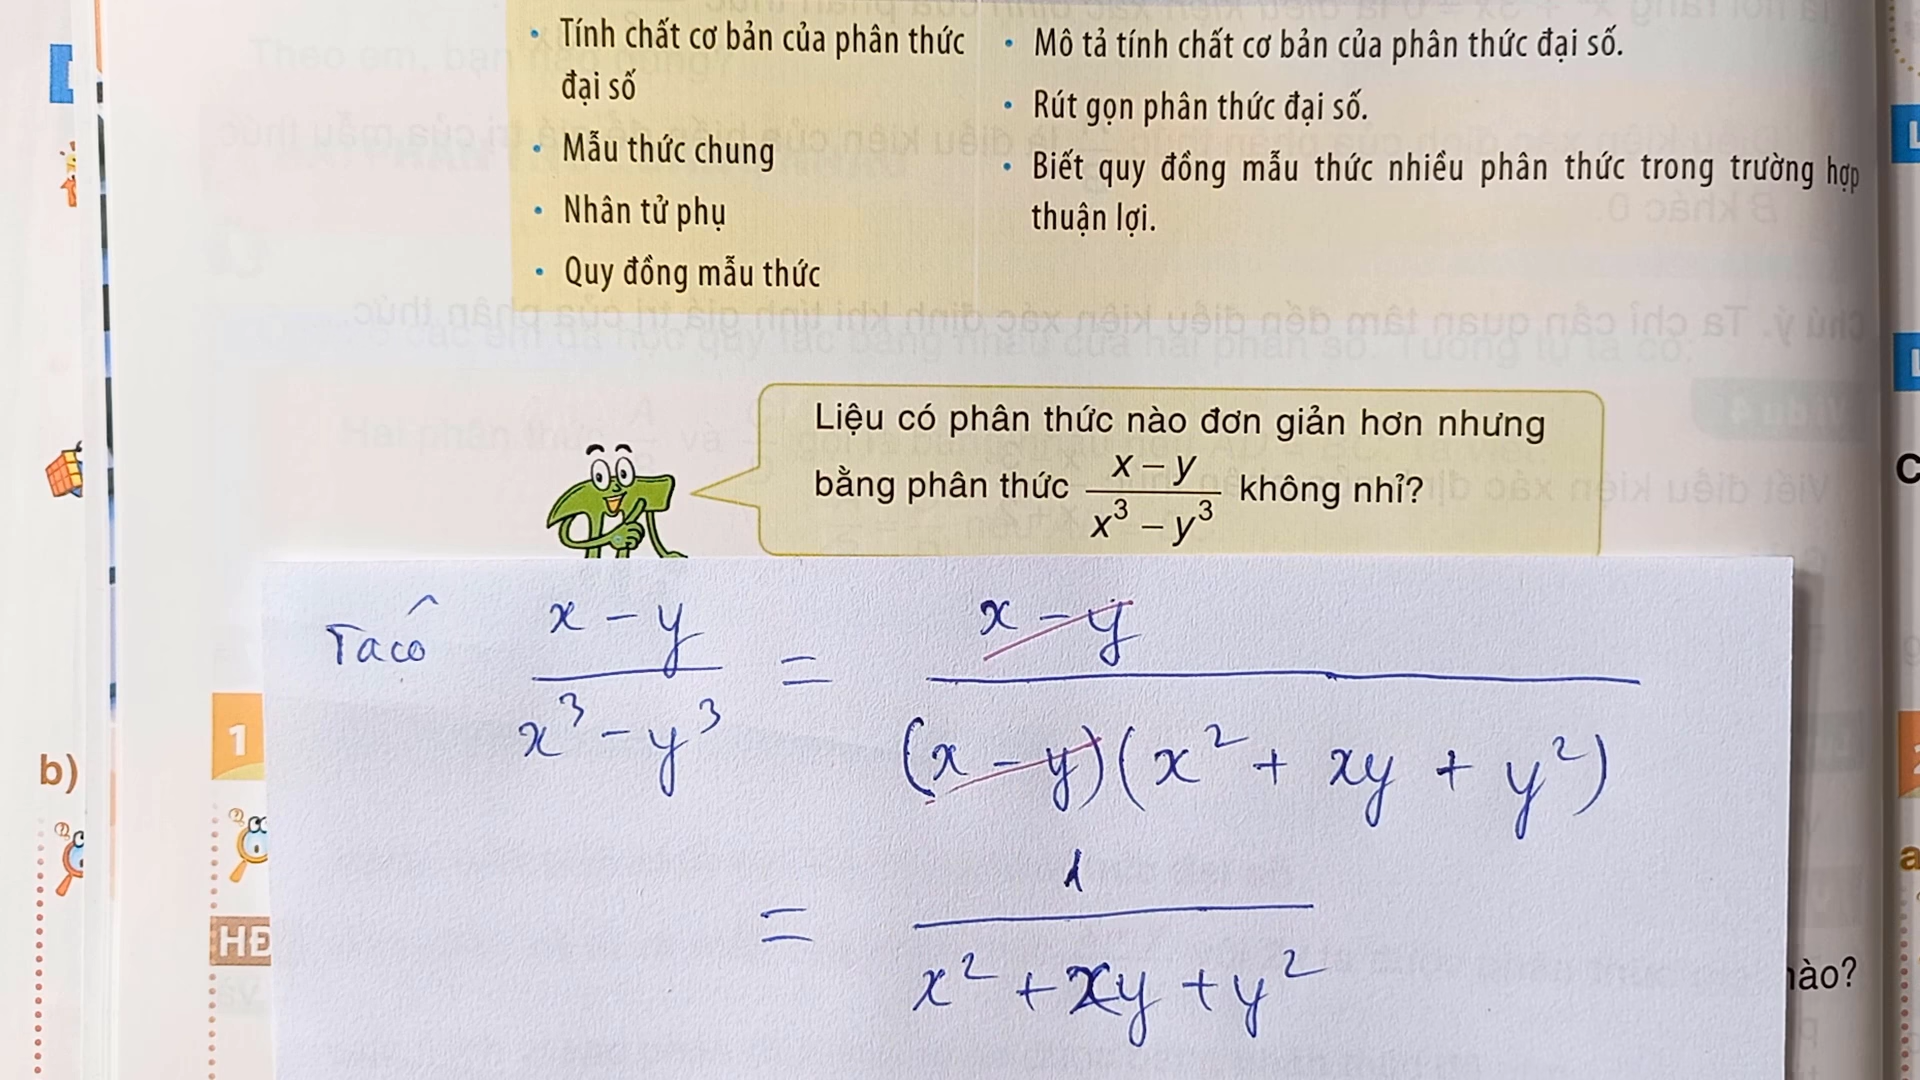 • Tính chất cơ bản của phân thức đại số
• Mẫu thức chung
• Nhân tử phụ
• Quy đồng mẫu thức
• Mô tả tính chất cơ bản của phân thức đại số.
• Rút gọn phân thức đại số.
• Biết quy đồng mẫu thức nhiều phân thức trong trường hợp
thuận lợi.
Liệu có phân thức nào đơn giản hơn nhưng
bằng phân thức (x – y)/(x³ – y³) không nhỉ?
Ta cô (x – y)/(x³ – y³) = (x – y)/((x – y)(x² + xy + y²))
= 1/(x² + xy + y²)
1
b)
HĐ
ào?